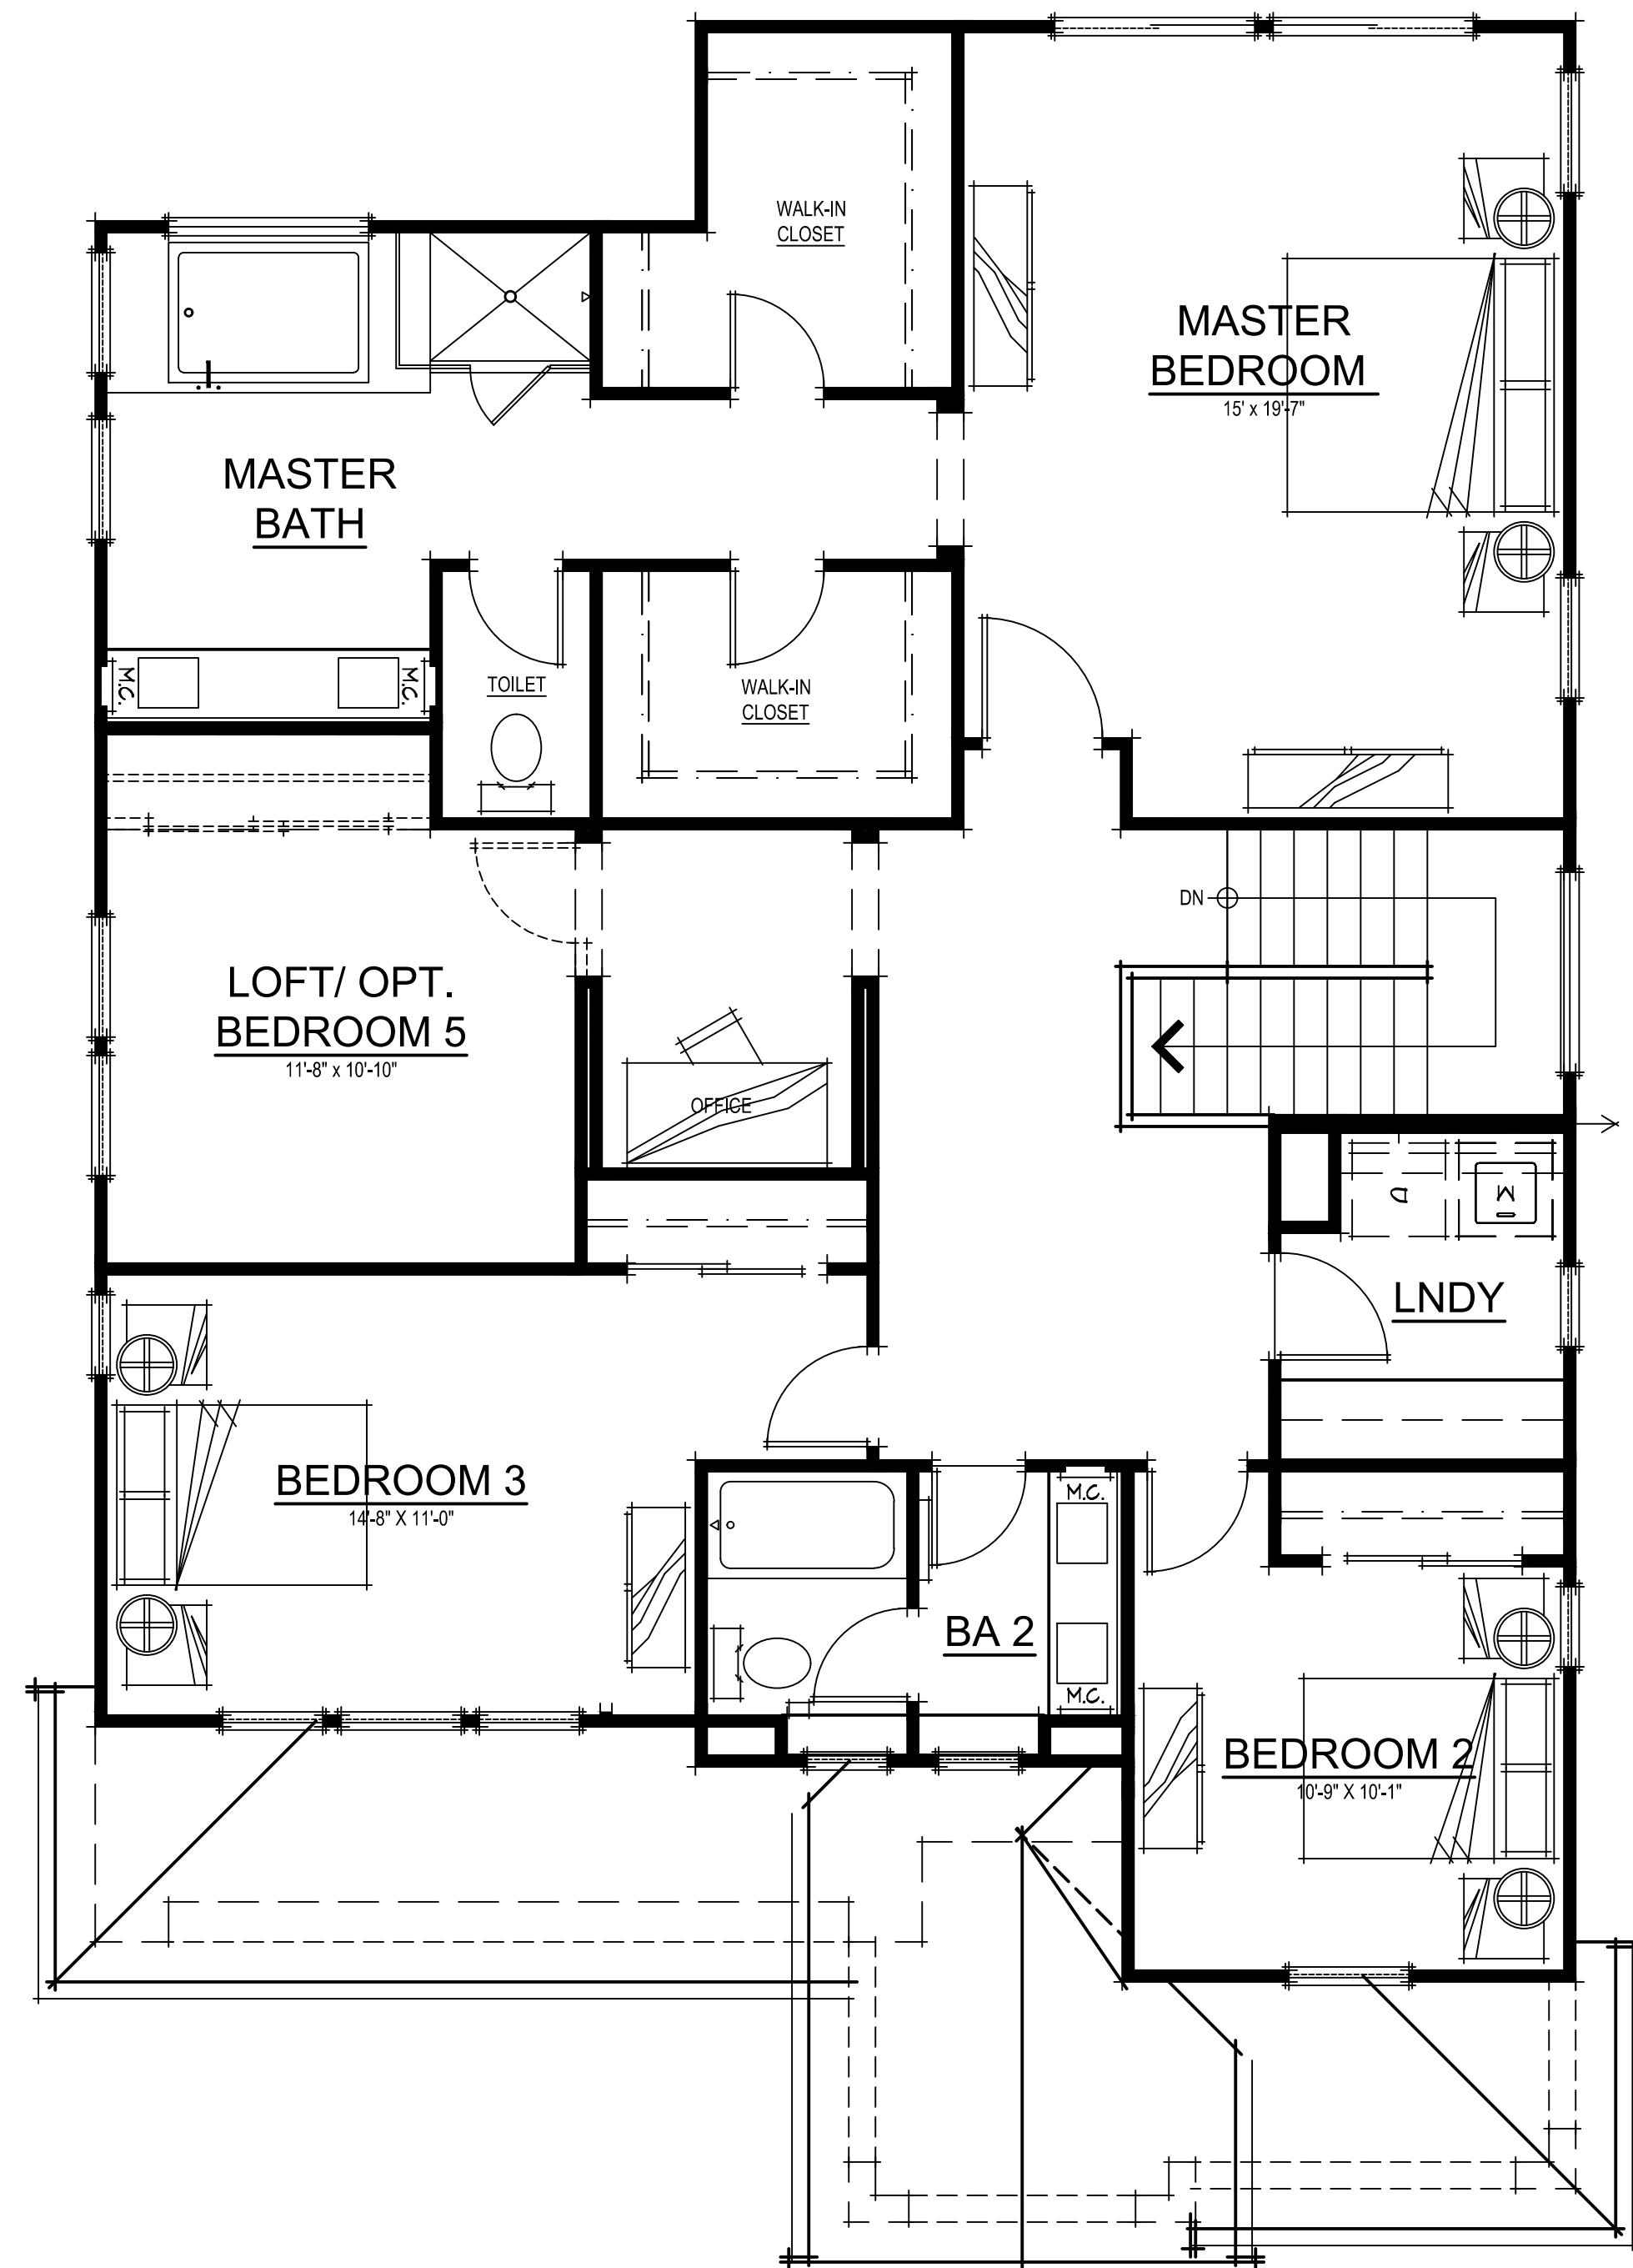 WALK-IN
CLOSET
MASTER
BEDROOM
15' x 19'-7"
MASTER
BATH
M.C.
M.C.
TOILET
WALK-IN
CLOSET
DN
LOFT/ OPT.
BEDROOM 5
11'-8" x 10'-10"
OFFICE
D
W
LNDY
BEDROOM 3
14'-8" X 11'-0"
M.C.
BA 2
M.C.
BEDROOM 2
10'-9" X 10'-1"